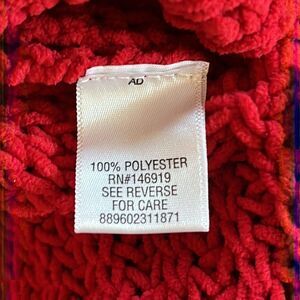 AD
100% POLYESTER
RN#146919
SEE REVERSE
FOR CARE
889602311871